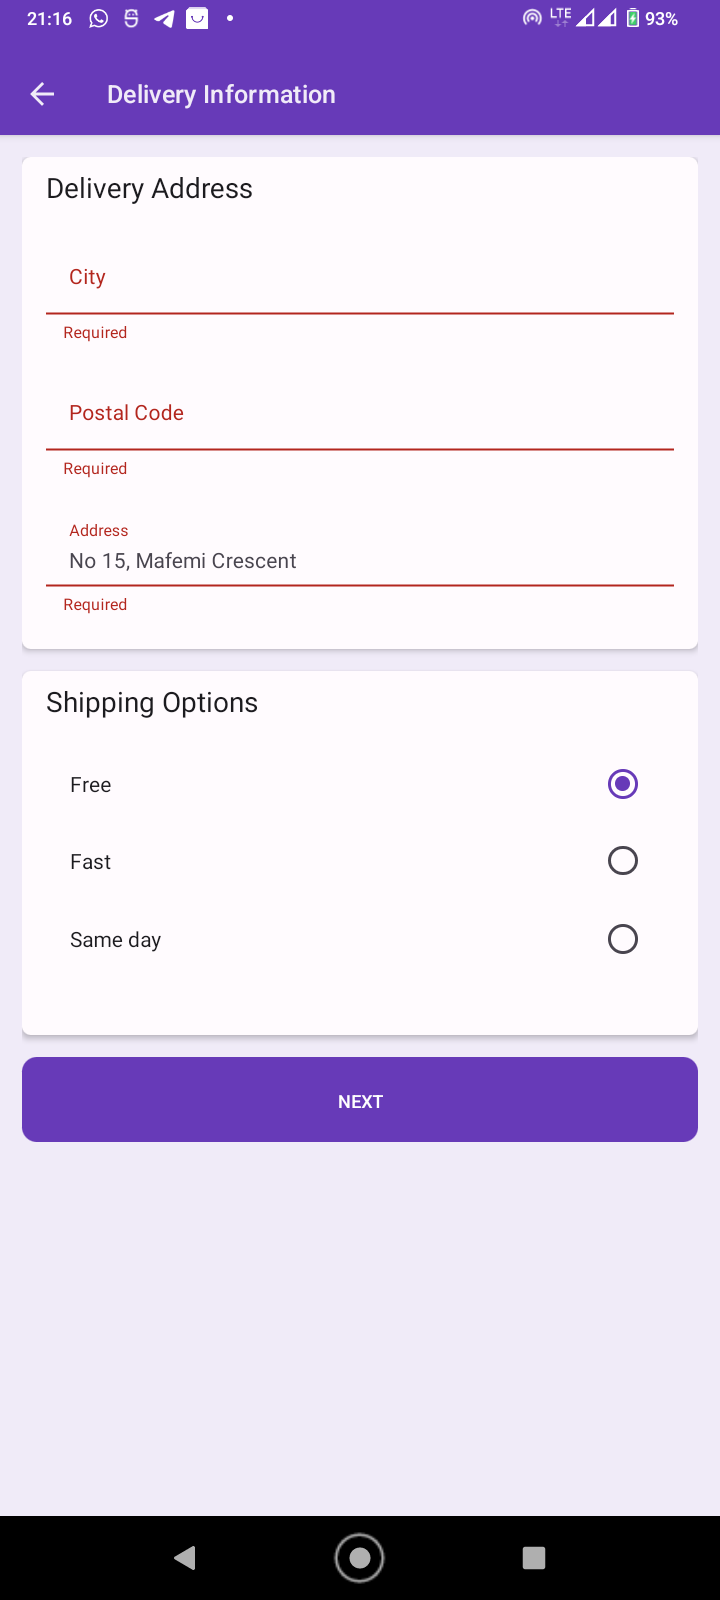 21:16 LTE 93%
Delivery Information
Delivery Address
City
Required
Postal Code
Required
Address
No 15, Mafemi Crescent
Required
Shipping Options
Free
Fast
Same day
NEXT